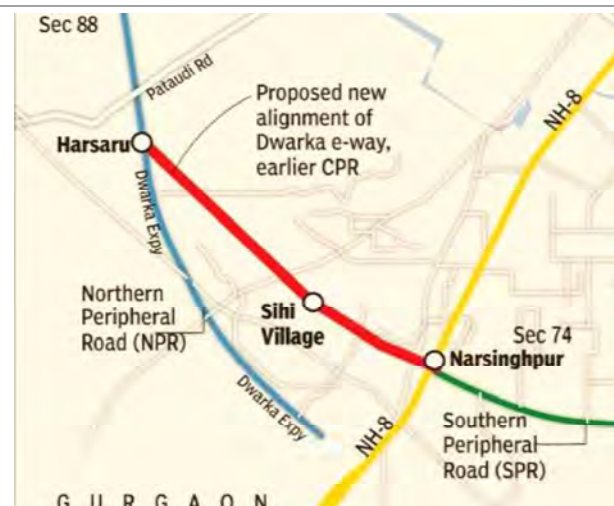 Sec 88
Pataudi Rd
Proposed new
alignment of
Dwarka e-way,
earlier CPR
NH-8
Harsaru
Dwarka Expy
Northern
Peripheral
Road (NPR)
Sihi
Village
Sec 74
Narsinghpur
Dwarka Expy
NH-8
Southern
Peripheral
Road (SPR)
GURGAON